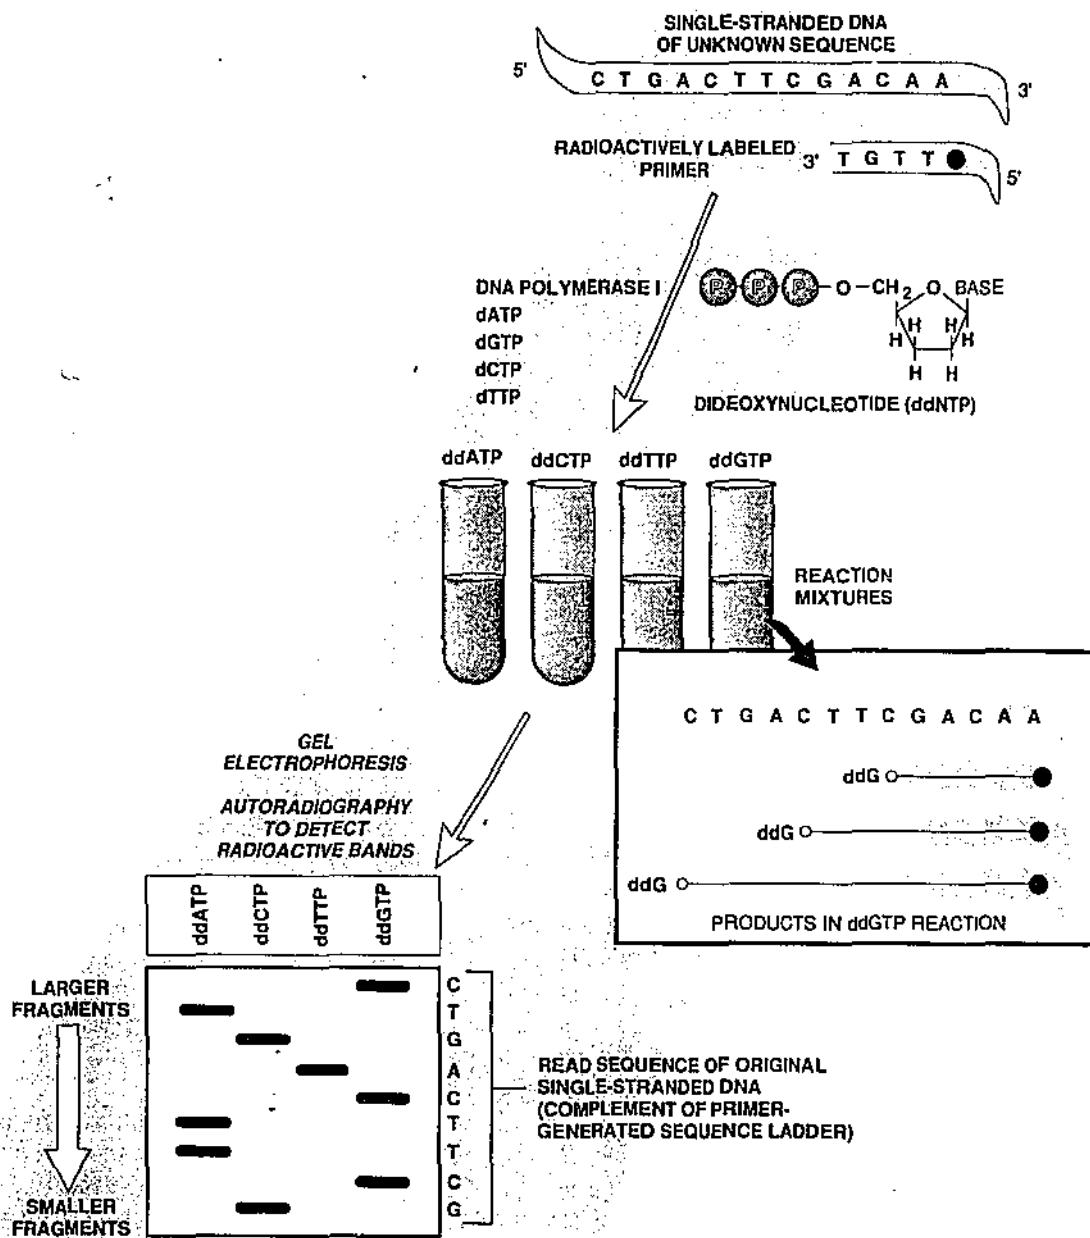 SINGLE-STRANDED DNA
OF UNKNOWN SEQUENCE
5'
C T G A C T T C G A C A A
3'
RADIOACTIVELY LABELED
PRIMER
3'
T G T T
5'
DNA POLYMERASE I
dATP
dGTP
dCTP
dTTP
P P P O CH2 O BASE
H H
H H
H H
DIDEOXYNUCLEOTIDE (ddNTP)
ddATP ddCTP ddTTP ddGTP
REACTION
MIXTURES
C T G A C T T C G A C A A
ddG
ddG
ddG
PRODUCTS IN ddGTP REACTION
GEL
ELECTROPHORESIS
AUTORADIOGRAPHY
TO DETECT
RADIOACTIVE BANDS
ddATP
ddCTP
ddTTP
ddGTP
LARGER
FRAGMENTS
SMALLER
FRAGMENTS
C
T
G
A
C
T
T
C
G
READ SEQUENCE OF ORIGINAL
SINGLE-STRANDED DNA
(COMPLEMENT OF PRIMER-
GENERATED SEQUENCE LADDER)